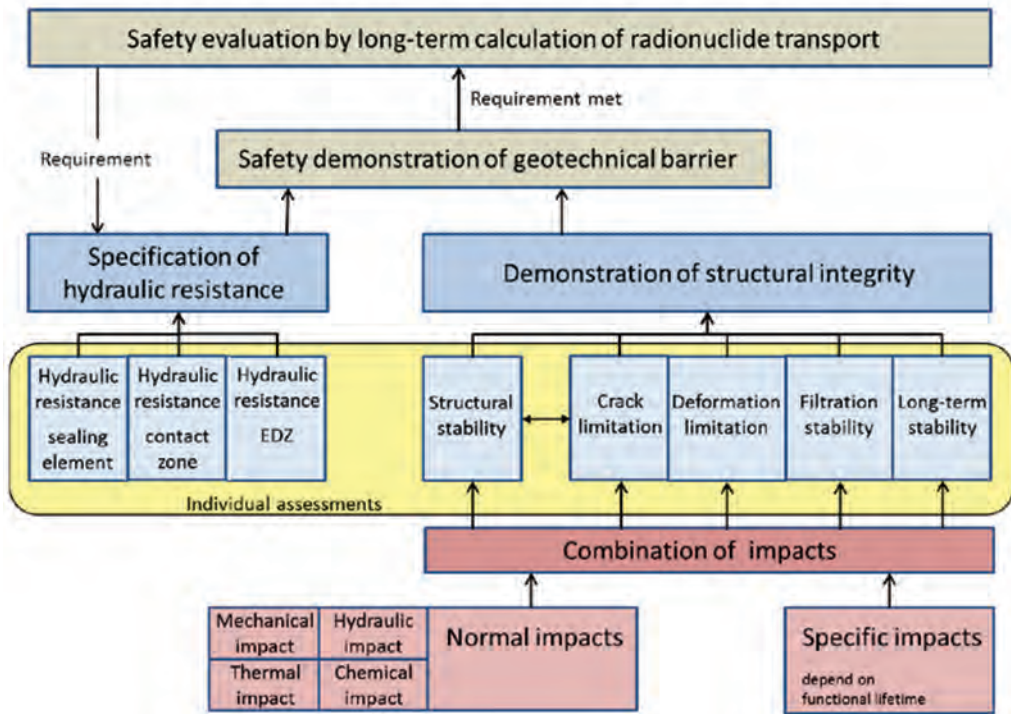 Safety evaluation by long-term calculation of radionuclide transport
Requirement met
Requirement
Safety demonstration of geotechnical barrier
Specification of
hydraulic resistance
Demonstration of structural integrity
Hydraulic
resistance
sealing
element
Hydraulic
resistance
contact
zone
Hydraulic
resistance
EDZ
Structural
stability
Crack
limitation
Deformation
limitation
Filtration
stability
Long-term
stability
Individual assessments
Combination of impacts
Mechanical
impact
Hydraulic
impact
Thermal
impact
Chemical
impact
Normal impacts
Specific impacts
depend on
functional lifetime